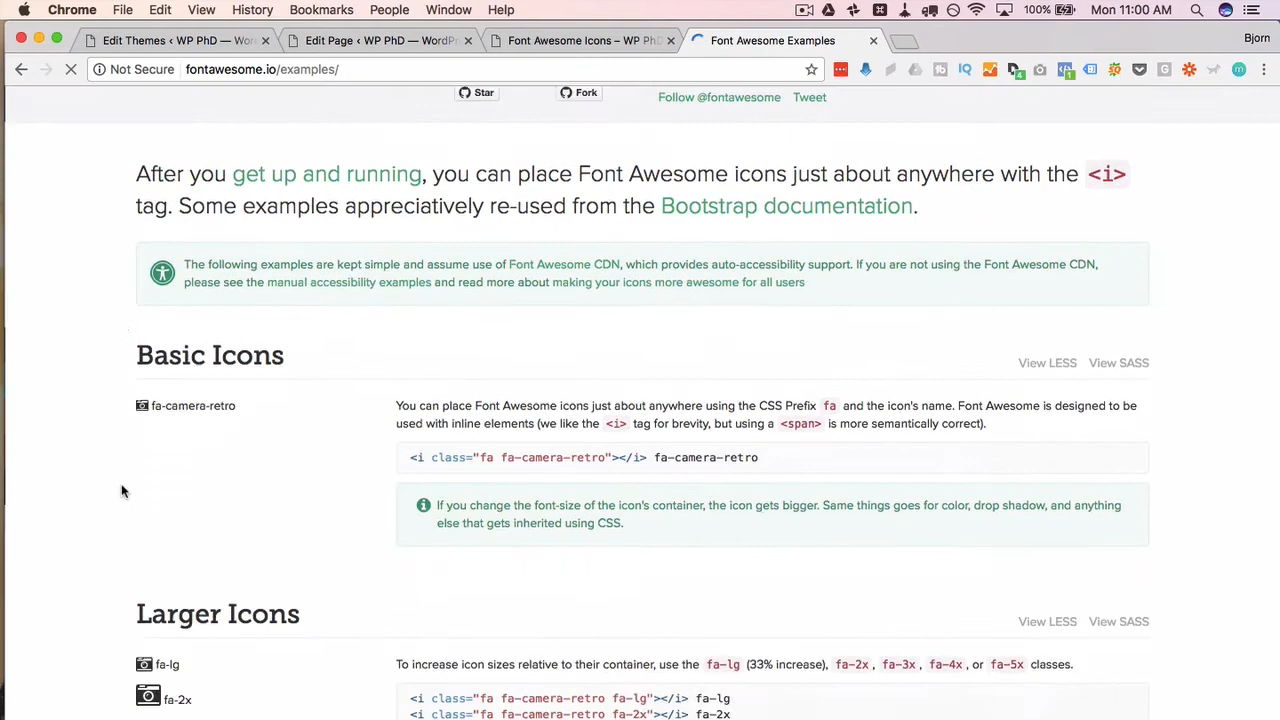 Chrome File Edit View History Bookmarks People Window Help 100% Mon 11:00 AM
Edit Themes ‹ WP PhD — Wor Edit Page ‹ WP PhD — WordPr Font Awesome Icons – WP PhD Font Awesome Examples Bjorn
Not Secure fontawesome.io/examples/
Star Fork Follow @fontawesome Tweet
After you get up and running, you can place Font Awesome icons just about anywhere with the <i>
tag. Some examples appreciatively re-used from the Bootstrap documentation.
The following examples are kept simple and assume use of Font Awesome CDN, which provides auto-accessibility support. If you are not using the Font Awesome CDN,
please see the manual accessibility examples and read more about making your icons more awesome for all users
Basic Icons View LESS View SASS
fa-camera-retro
You can place Font Awesome icons just about anywhere using the CSS Prefix fa and the icon's name. Font Awesome is designed to be
used with inline elements (we like the <i> tag for brevity, but using a <span> is more semantically correct).
<i class="fa fa-camera-retro"></i> fa-camera-retro
If you change the font-size of the icon's container, the icon gets bigger. Same things goes for color, drop shadow, and anything
else that gets inherited using CSS.
Larger Icons View LESS View SASS
fa-lg
fa-2x
To increase icon sizes relative to their container, use the fa-lg (33% increase), fa-2x, fa-3x, fa-4x, or fa-5x classes.
<i class="fa fa-camera-retro fa-lg"></i> fa-lg
<i class="fa fa-camera-retro fa-2x"></i> fa-2x